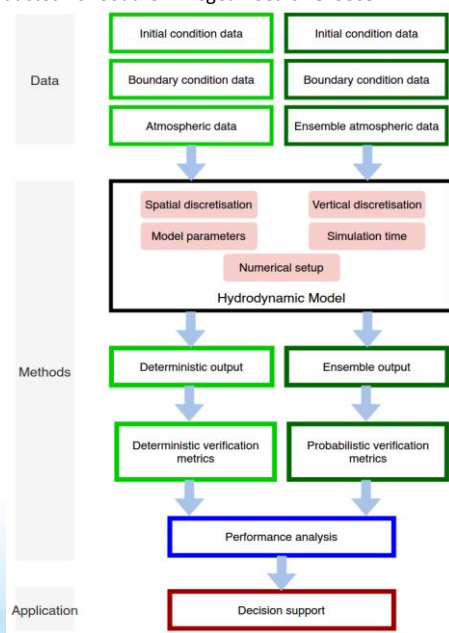 Data
Initial condition data
Initial condition data
Boundary condition data
Boundary condition data
Atmospheric data
Ensemble atmospheric data
Methods
Spatial discretisation
Vertical discretisation
Model parameters
Simulation time
Numerical setup
Hydrodynamic Model
Deterministic output
Ensemble output
Deterministic verification
metrics
Probabilistic verification
metrics
Performance analysis
Application
Decision support